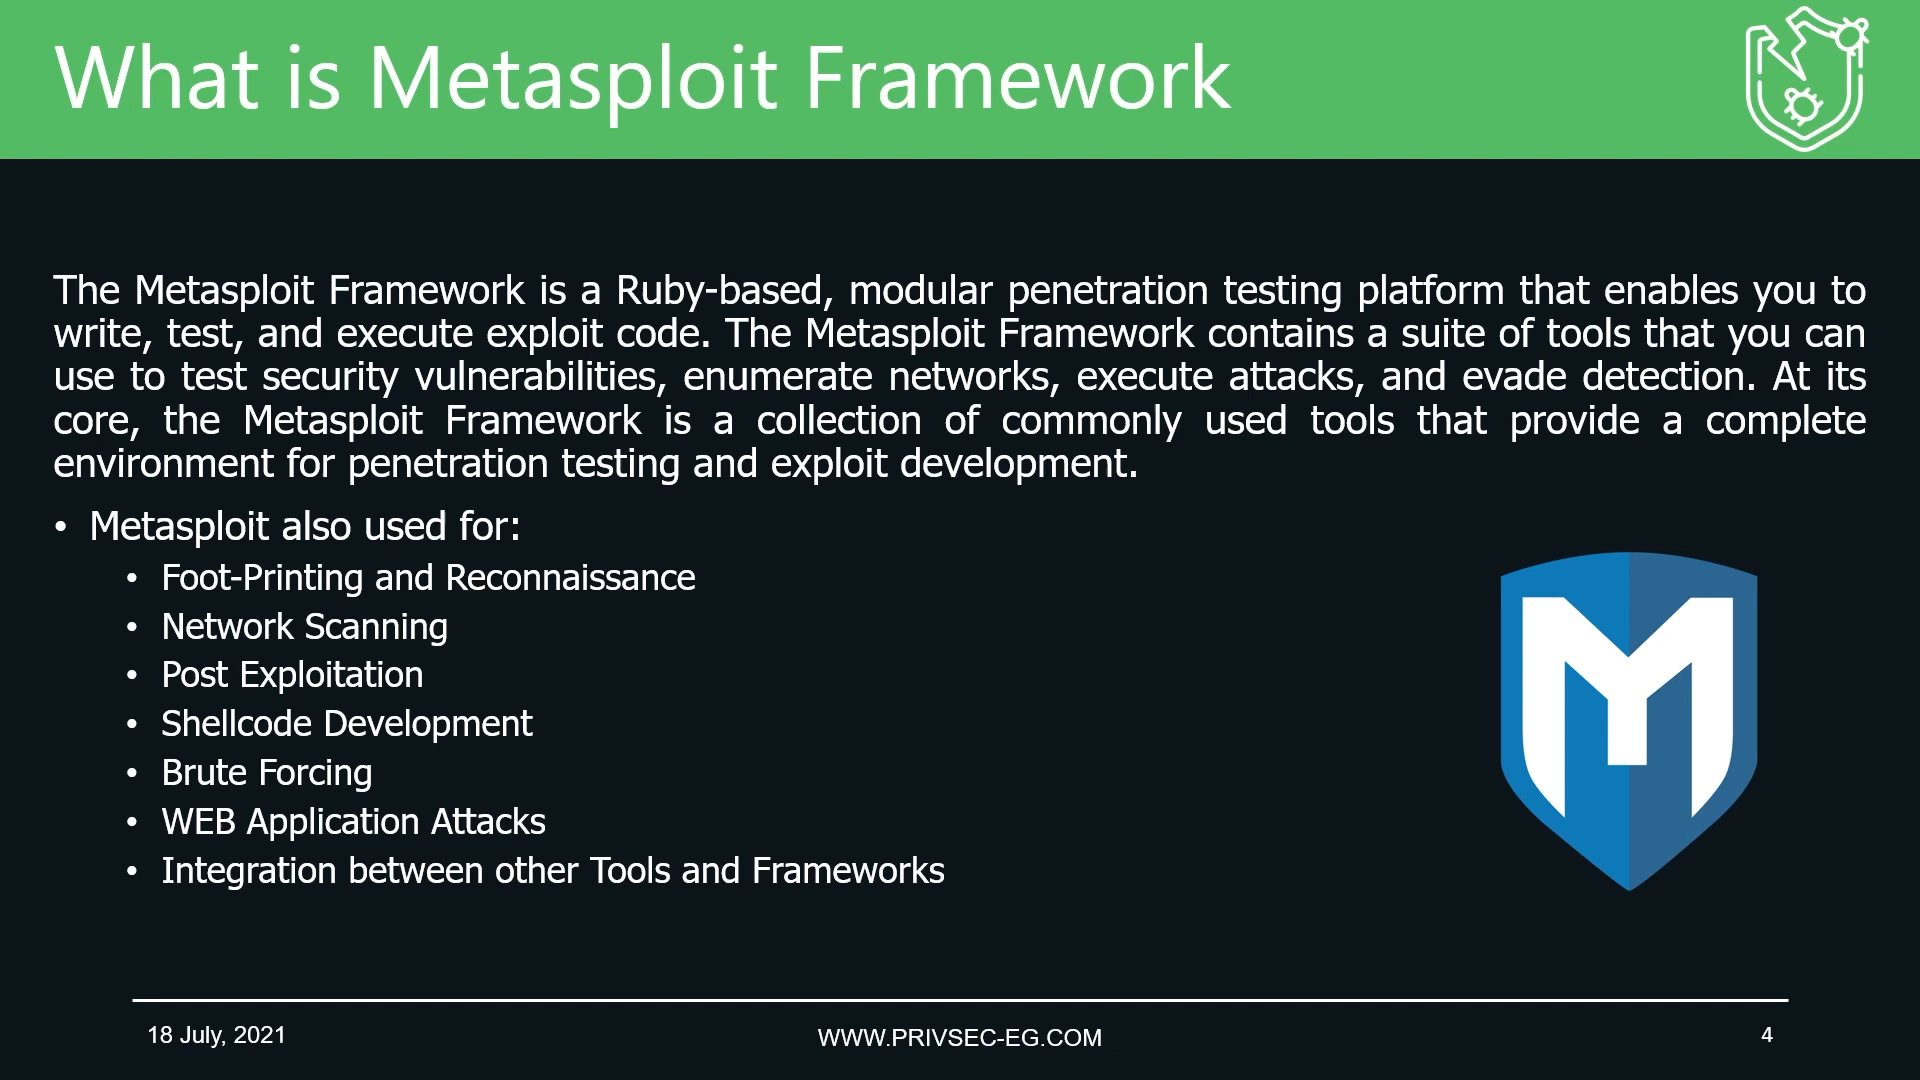 What is Metasploit Framework
The Metasploit Framework is a Ruby-based, modular penetration testing platform that enables you to
write, test, and execute exploit code. The Metasploit Framework contains a suite of tools that you can
use to test security vulnerabilities, enumerate networks, execute attacks, and evade detection. At its
core, the Metasploit Framework is a collection of commonly used tools that provide a complete
environment for penetration testing and exploit development.
• Metasploit also used for:
• Foot-Printing and Reconnaissance
• Network Scanning
• Post Exploitation
• Shellcode Development
• Brute Forcing
• WEB Application Attacks
• Integration between other Tools and Frameworks
M
18 July, 2021
WWW.PRIVSEC-EG.COM
4